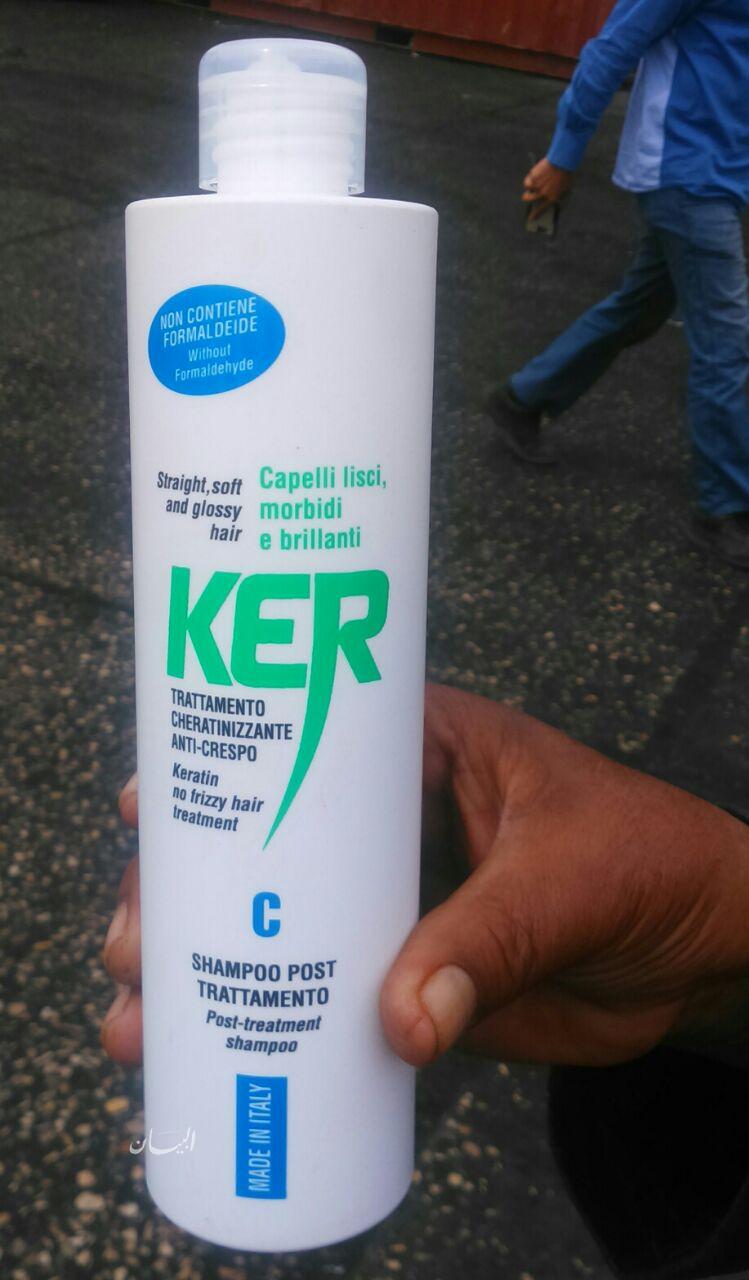 NON CONTIENE
FORMALDEIDE
Without
Formaldehyde
Straight, soft
and glossy
hair
Capelli lisci,
morbidi
e brillanti
KER
TRATTAMENTO
CHERATINIZZANTE
ANTI-CRESPO
Keratin
no frizzy hair
treatment
C
SHAMPOO POST
TRATTAMENTO
Post-treatment
shampoo
MADE IN ITALY
البيان